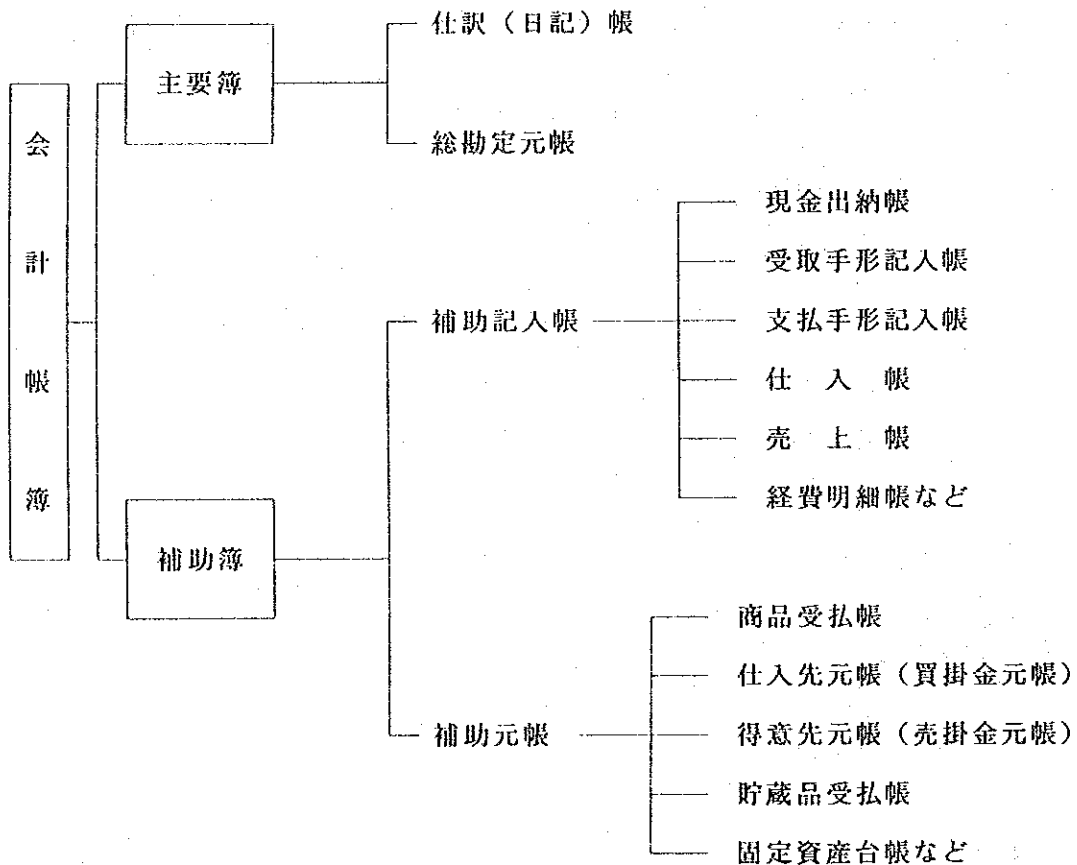 会計帳簿
主要簿
仕訳（日記）帳
総勘定元帳
補助簿
補助記入帳
現金出納帳
受取手形記入帳
支払手形記入帳
仕入帳
売上帳
経費明細帳など
補助元帳
商品受払帳
仕入先元帳（買掛金元帳）
得意先元帳（売掛金元帳）
貯蔵品受払帳
固定資産台帳など